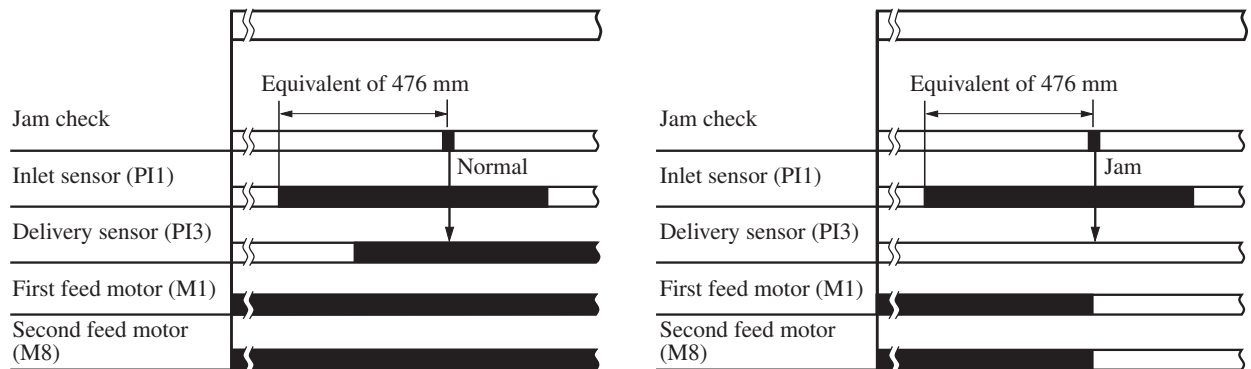 Equivalent of 476 mm
Jam check
Normal
Inlet sensor (PI1)
Delivery sensor (PI3)
First feed motor (M1)
Second feed motor
(M8)
Equivalent of 476 mm
Jam check
Jam
Inlet sensor (PI1)
Delivery sensor (PI3)
First feed motor (M1)
Second feed motor
(M8)